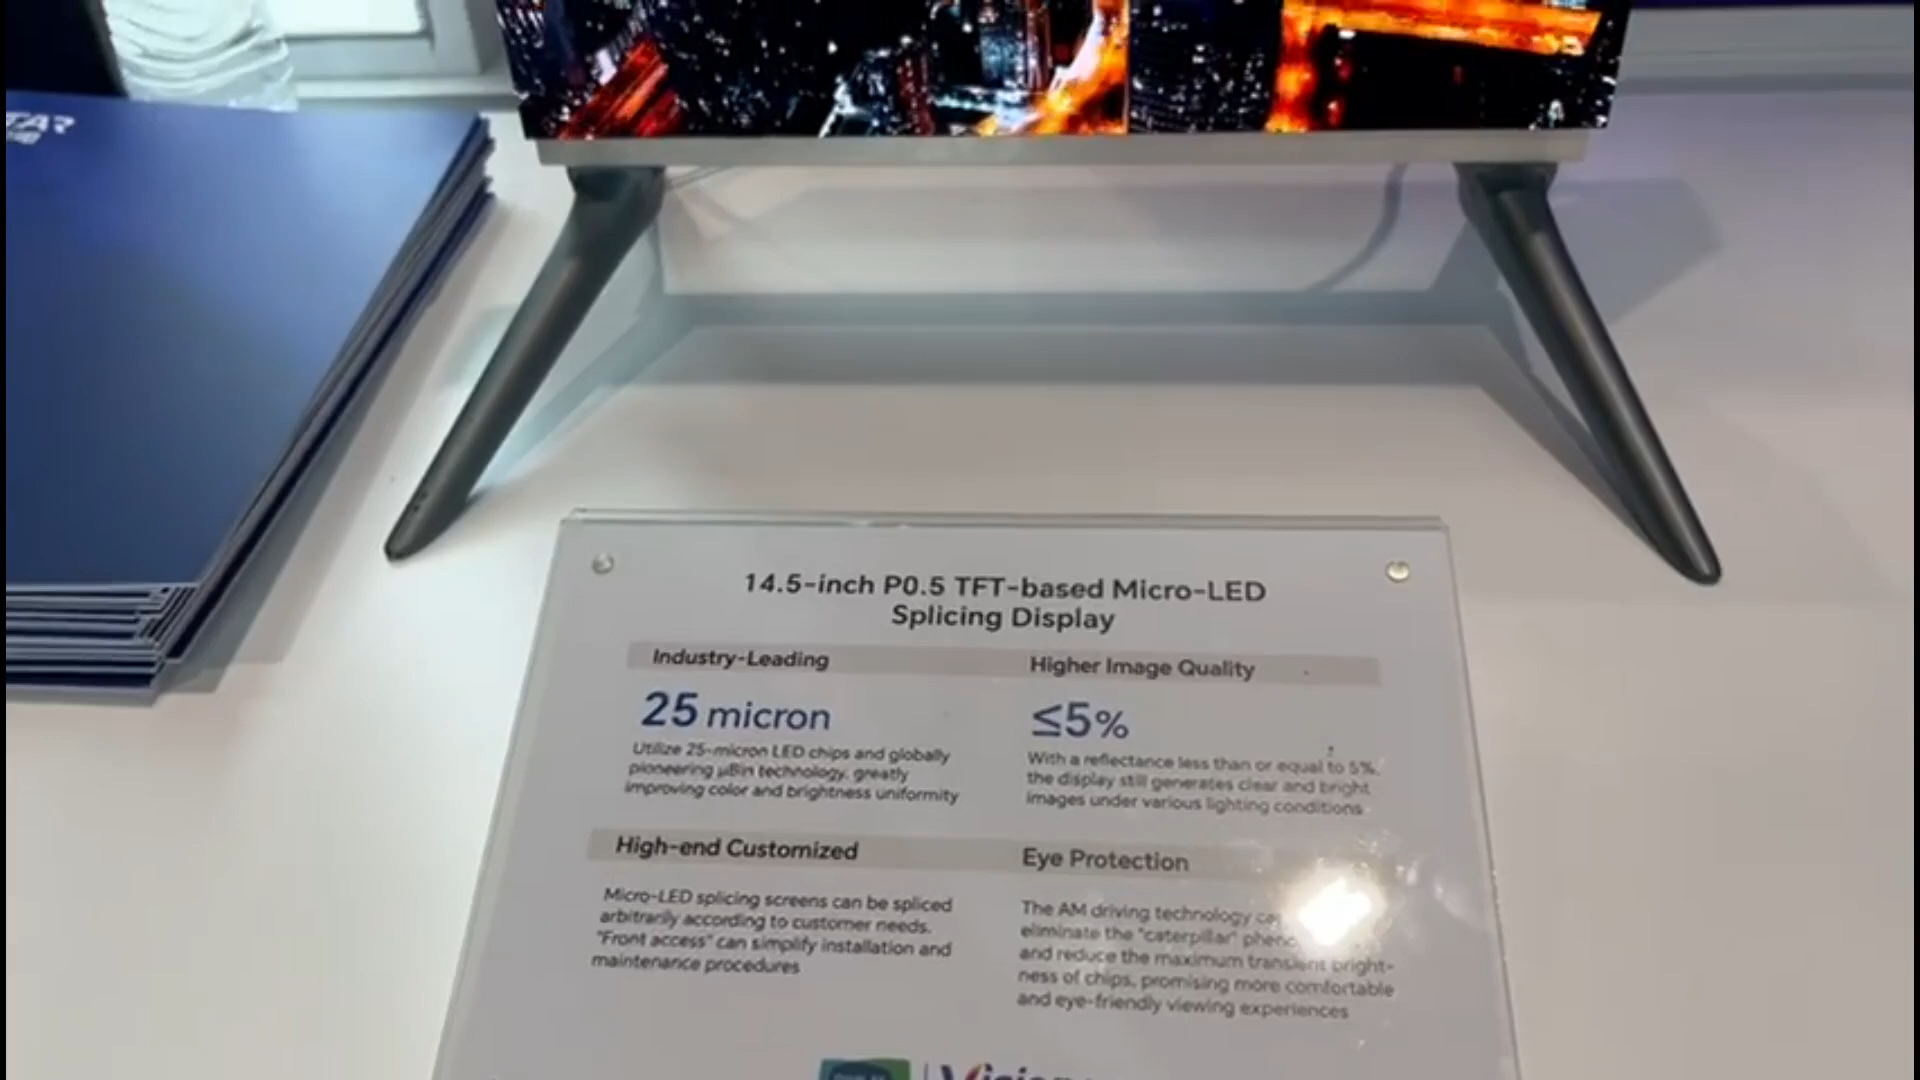 14.5-inch P0.5 TFT-based Micro-LED
Splicing Display
Industry-Leading
25 micron
Utilize 25-micron LED chips and globally
pioneering μBin technology, greatly
improving color and brightness uniformity
Higher Image Quality
≤5%
With a reflectance less than or equal to 5%,
the display still generates clear and bright
images under various lighting conditions
High-end Customized
Micro-LED splicing screens can be spliced
arbitrarily according to customer needs.
"Front access" can simplify installation and
maintenance procedures
Eye Protection
The AM driving technology
eliminate the "caterpillar"
and reduce the maximum transient bright-
ness of chips, promising more comfortable
and eye-friendly viewing experiences